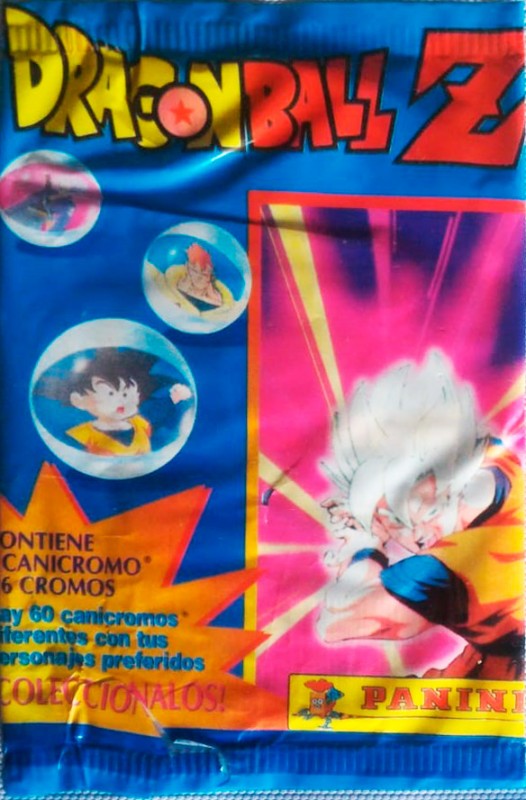 DRAGONBALL Z
ONTIENE
CANICROMO®
6 CROMOS
ay 60 canicromos®
iferentes con tus
ersonajes preferidos
COLECCIONALOS!
PANINI